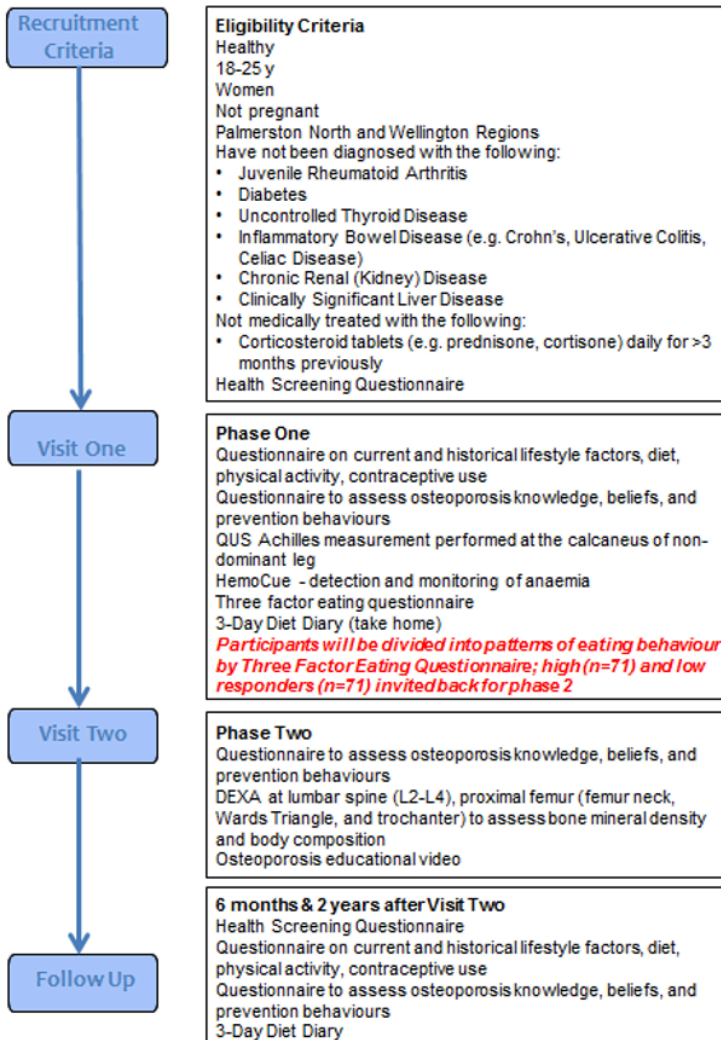 Recruitment
Criteria
Eligibility Criteria
Healthy
18-25 y
Women
Not pregnant
Palmerston North and Wellington Regions
Have not been diagnosed with the following:
• Juvenile Rheumatoid Arthritis
• Diabetes
• Uncontrolled Thyroid Disease
• Inflammatory Bowel Disease (e.g. Crohn's, Ulcerative Colitis,
Celiac Disease)
• Chronic Renal (Kidney) Disease
• Clinically Significant Liver Disease
Not medically treated with the following:
• Corticosteroid tablets (e.g. prednisone, cortisone) daily for >3
months previously
Health Screening Questionnaire
Visit One
Phase One
Questionnaire on current and historical lifestyle factors, diet,
physical activity, contraceptive use
Questionnaire to assess osteoporosis knowledge, beliefs, and
prevention behaviours
QUS Achilles measurement performed at the calcaneus of non-
dominant leg
HemoCue - detection and monitoring of anaemia
Three factor eating questionnaire
3-Day Diet Diary (take home)
Participants will be divided into patterns of eating behaviour
by Three Factor Eating Questionnaire; high (n=71) and low
responders (n=71) invited back for phase 2
Visit Two
Phase Two
Questionnaire to assess osteoporosis knowledge, beliefs, and
prevention behaviours
DEXA at lumbar spine (L2-L4), proximal femur (femur neck,
Wards Triangle, and trochanter) to assess bone mineral density
and body composition
Osteoporosis educational video
Follow Up
6 months & 2 years after Visit Two
Health Screening Questionnaire
Questionnaire on current and historical lifestyle factors, diet,
physical activity, contraceptive use
Questionnaire to assess osteoporosis knowledge, beliefs, and
prevention behaviours
3-Day Diet Diary